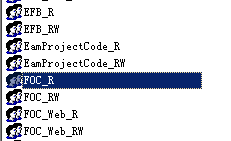 EFB_R
EFB_RW
EamProjectCode_R
EamProjectCode_RW
FOC_R
FOC_RW
FOC_Web_R
FOC_Web_RW